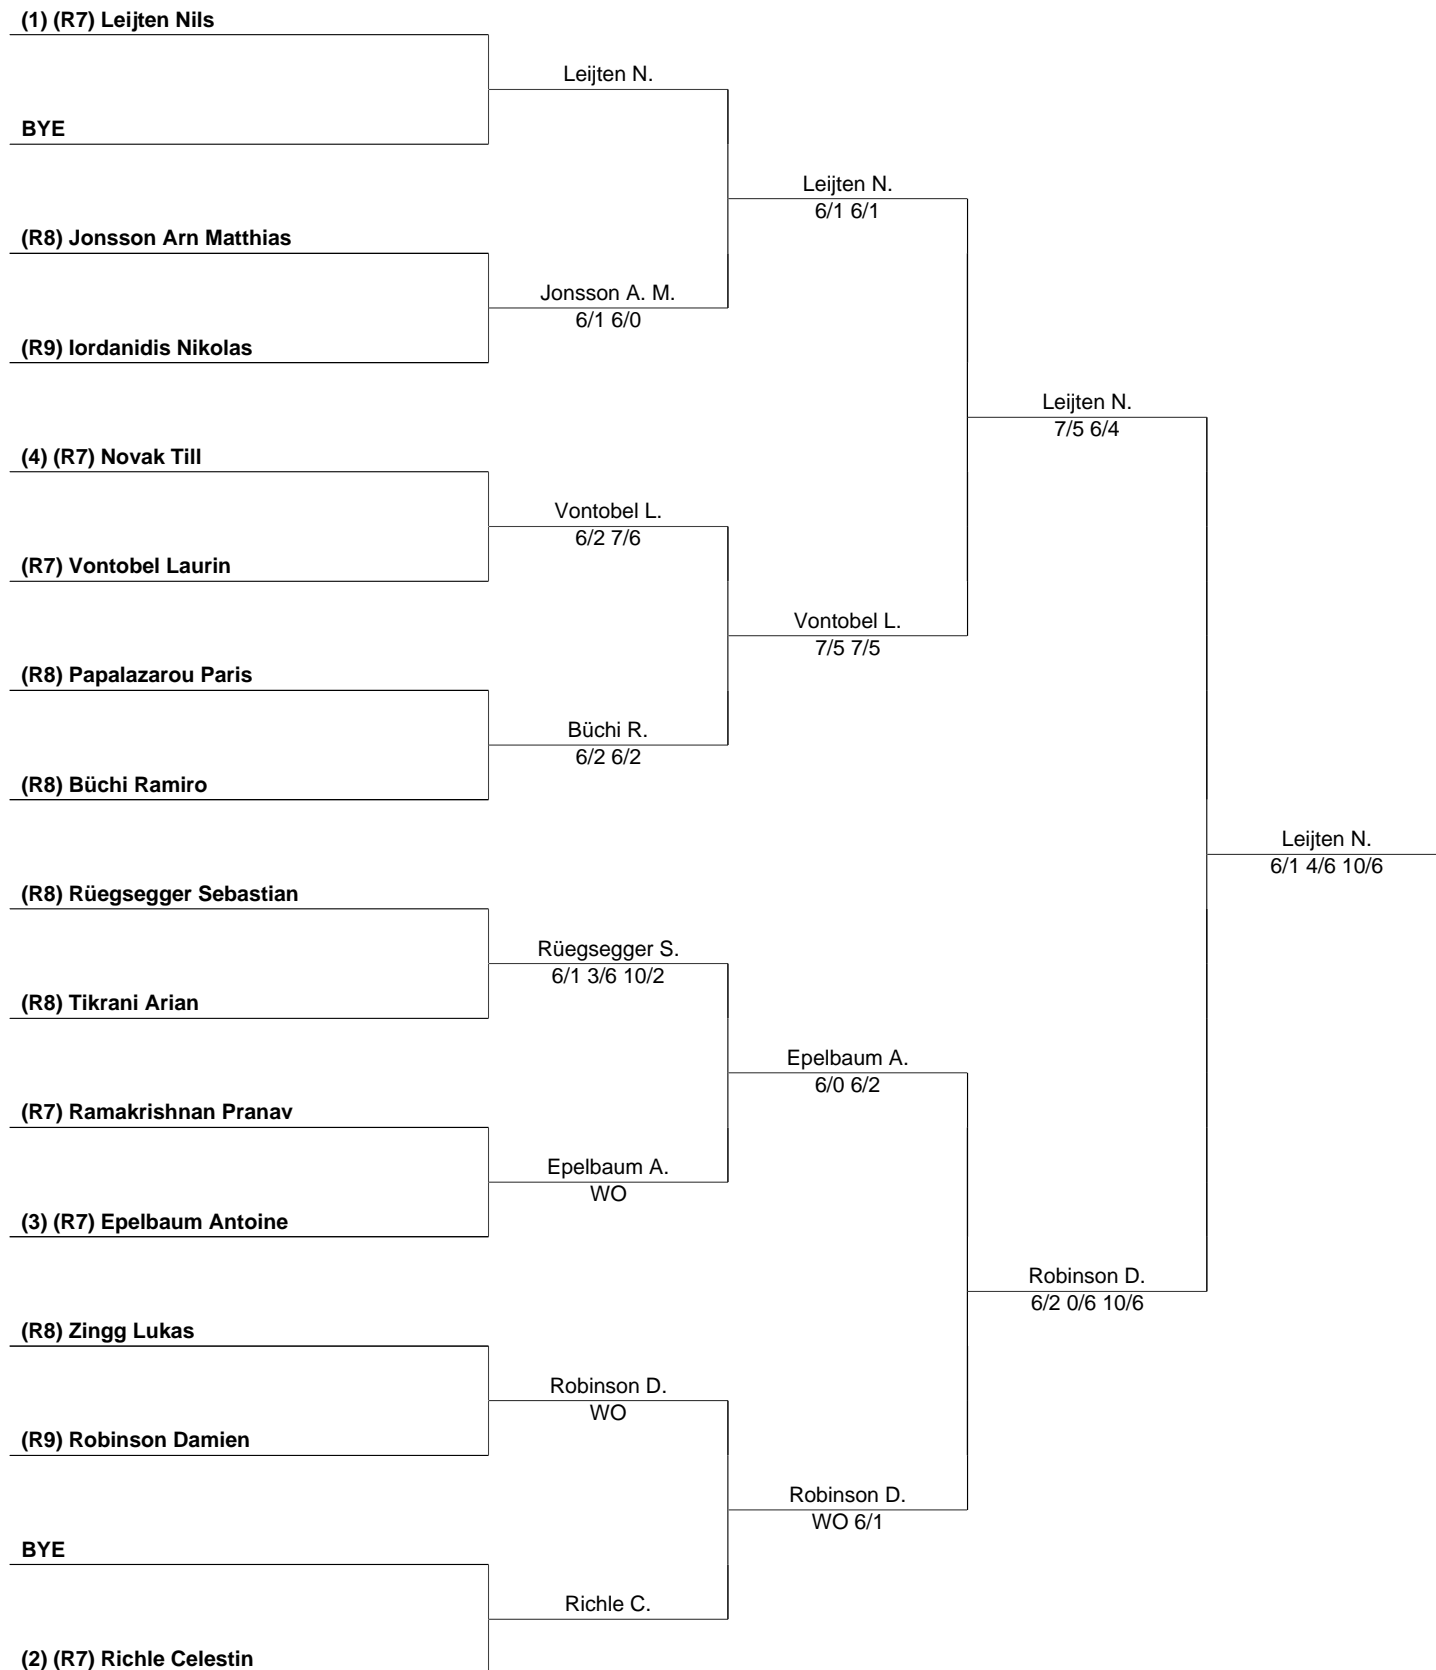 (1) (R7) Leijten Nils
Leijten N.
BYE
Leijten N.
6/1 6/1
(R8) Jonsson Arn Matthias
Jonsson A. M.
6/1 6/0
(R9) Iordanidis Nikolas
Leijten N.
7/5 6/4
(4) (R7) Novak Till
Vontobel L.
6/2 7/6
(R7) Vontobel Laurin
Vontobel L.
7/5 7/5
(R8) Papalazarou Paris
Büchi R.
6/2 6/2
(R8) Büchi Ramiro
Leijten N.
6/1 4/6 10/6
(R8) Rüegsegger Sebastian
Rüegsegger S.
6/1 3/6 10/2
(R8) Tikrani Arian
Epelbaum A.
6/0 6/2
(R7) Ramakrishnan Pranav
Epelbaum A.
WO
(3) (R7) Epelbaum Antoine
Robinson D.
6/2 0/6 10/6
(R8) Zingg Lukas
Robinson D.
WO
(R9) Robinson Damien
Robinson D.
WO 6/1
BYE
Richle C.
(2) (R7) Richle Celestin